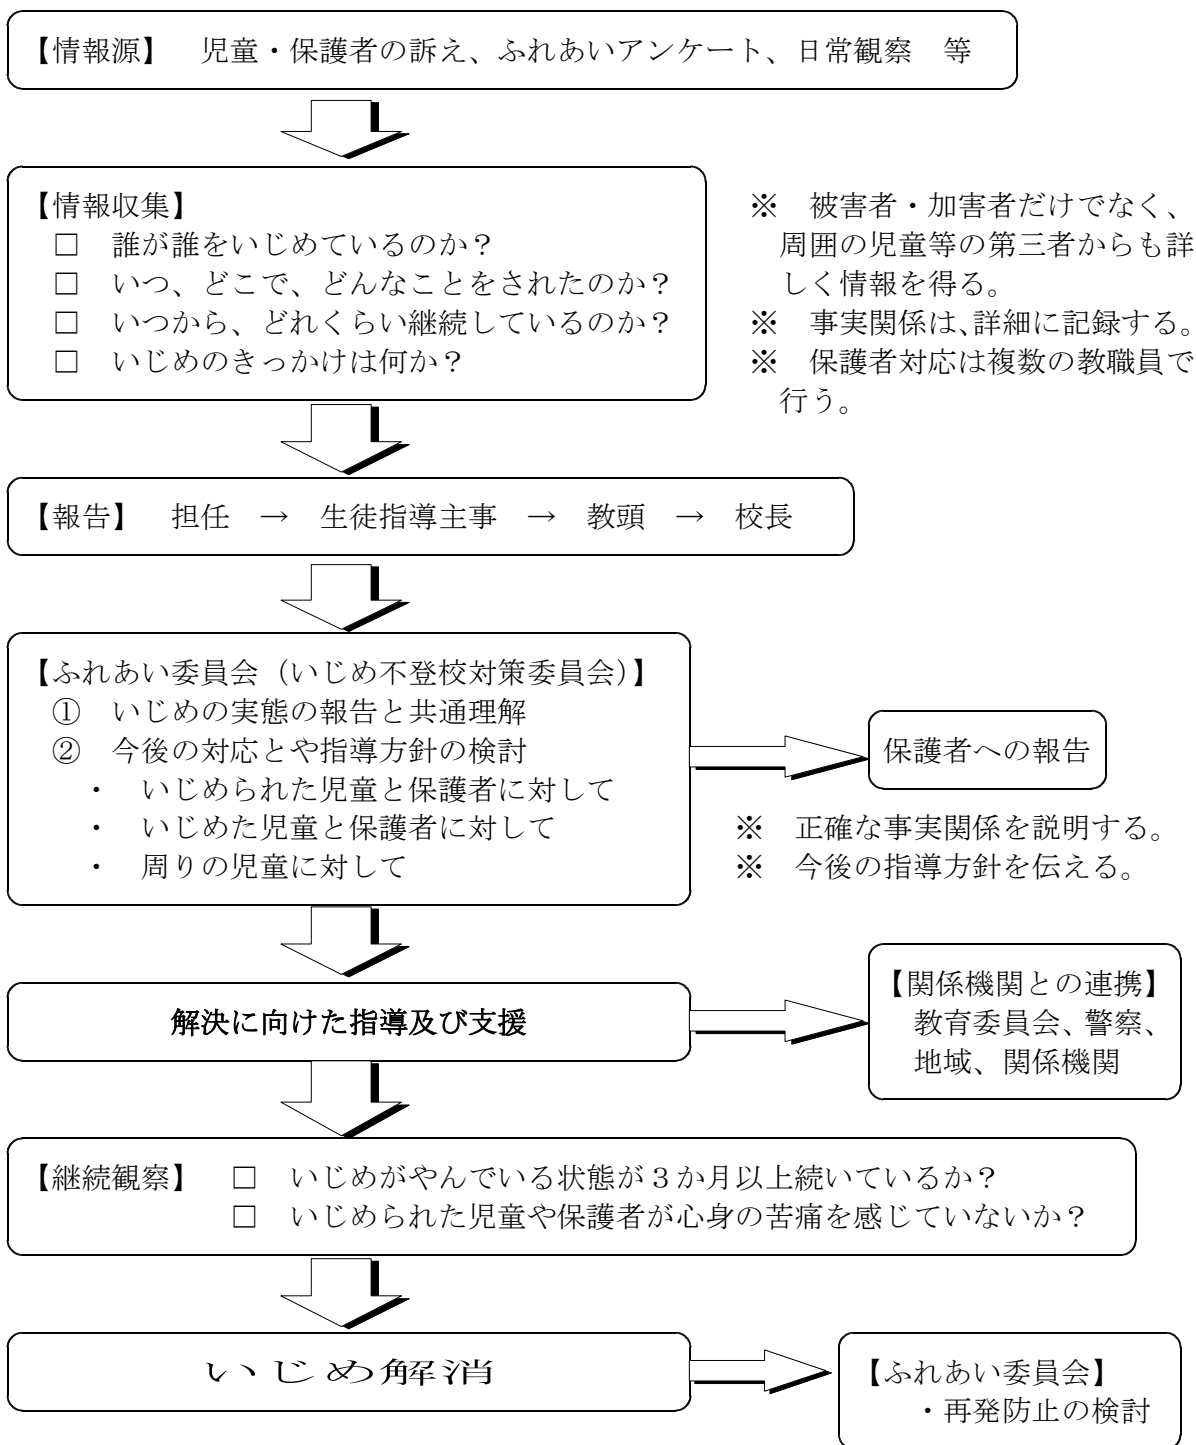 【情報源】　児童・保護者の訴え、ふれあいアンケート、日常観察　等
【情報収集】
□　誰が誰をいじめているのか？
□　いつ、どこで、どんなことをされたのか？
□　いつから、どれくらい継続しているのか？
□　いじめのきっかけは何か？
※　被害者・加害者だけでなく、
周囲の児童等の第三者からも詳
しく情報を得る。
※　事実関係は、詳細に記録する。
※　保護者対応は複数の教職員で
行う。
【報告】　担任　→　生徒指導主事　→　教頭　→　校長
【ふれあい委員会（いじめ不登校対策委員会）】
①　いじめの実態の報告と共通理解
②　今後の対応とや指導方針の検討
・　いじめられた児童と保護者に対して
・　いじめた児童と保護者に対して
・　周りの児童に対して
保護者への報告
※　正確な事実関係を説明する。
※　今後の指導方針を伝える。
解決に向けた指導及び支援
【関係機関との連携】
教育委員会、警察、
地域、関係機関
【継続観察】　□　いじめがやんでいる状態が３か月以上続いているか？
□　いじめられた児童や保護者が心身の苦痛を感じていないか？
いじめ解消
【ふれあい委員会】
・再発防止の検討